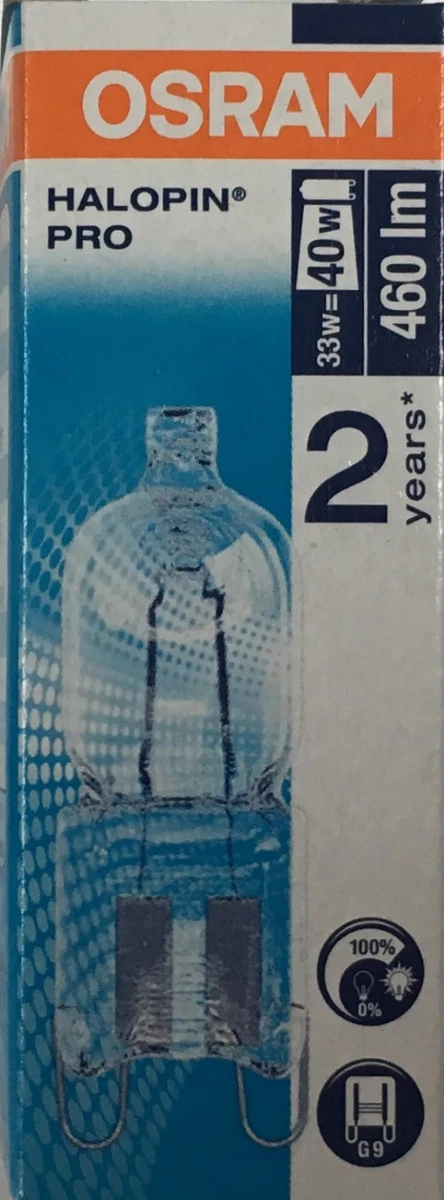 OSRAM
HALOPIN®
PRO
33W=40W
460 lm
2
years*
100%
0%
G9